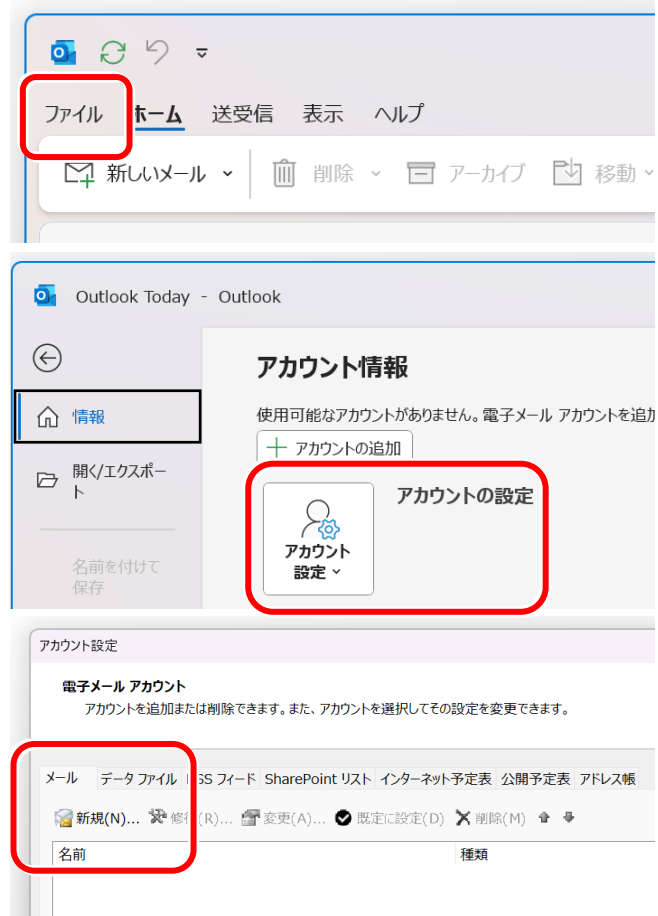 ファイル ホーム 送受信 表示 ヘルプ
新しいメール 削除 アーカイブ 移動
Outlook Today - Outlook
アカウント情報
情報
使用可能なアカウントがありません。電子メール アカウントを追加
アカウントの追加
開く/エクスポー
ト
アカウントの設定
アカウント
設定
名前を付けて
保存
アカウント設定
電子メール アカウント
アカウントを追加または削除できます。また、アカウントを選択してその設定を変更できます。
メール データ ファイル RSS フィード SharePoint リスト インターネット予定表 公開予定表 アドレス帳
新規(N)... 修復(R)... 変更(A)... 既定に設定(D) 削除(M)
名前 種類